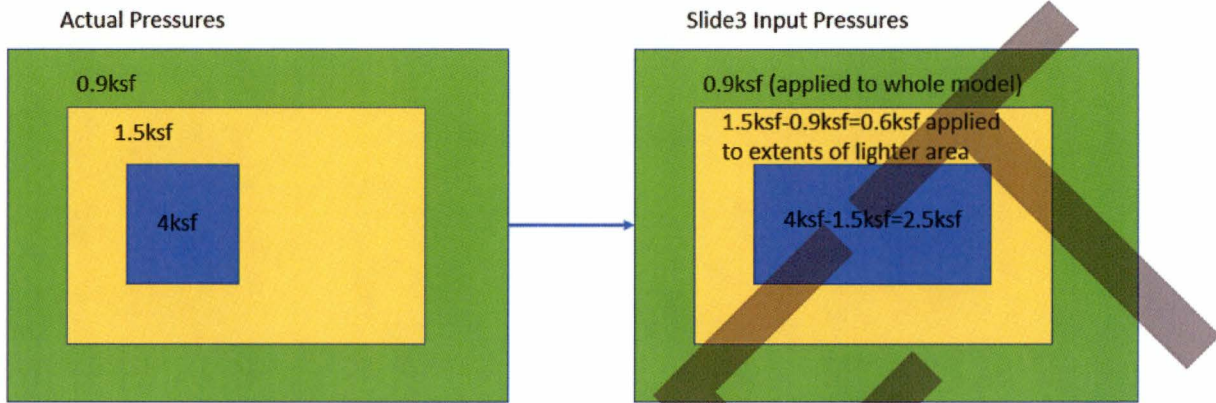 Actual Pressures
0.9ksf
1.5ksf
4ksf
Slide3 Input Pressures
0.9ksf (applied to whole model)
1.5ksf-0.9ksf=0.6ksf applied
to extents of lighter area
4ksf-1.5ksf=2.5ksf